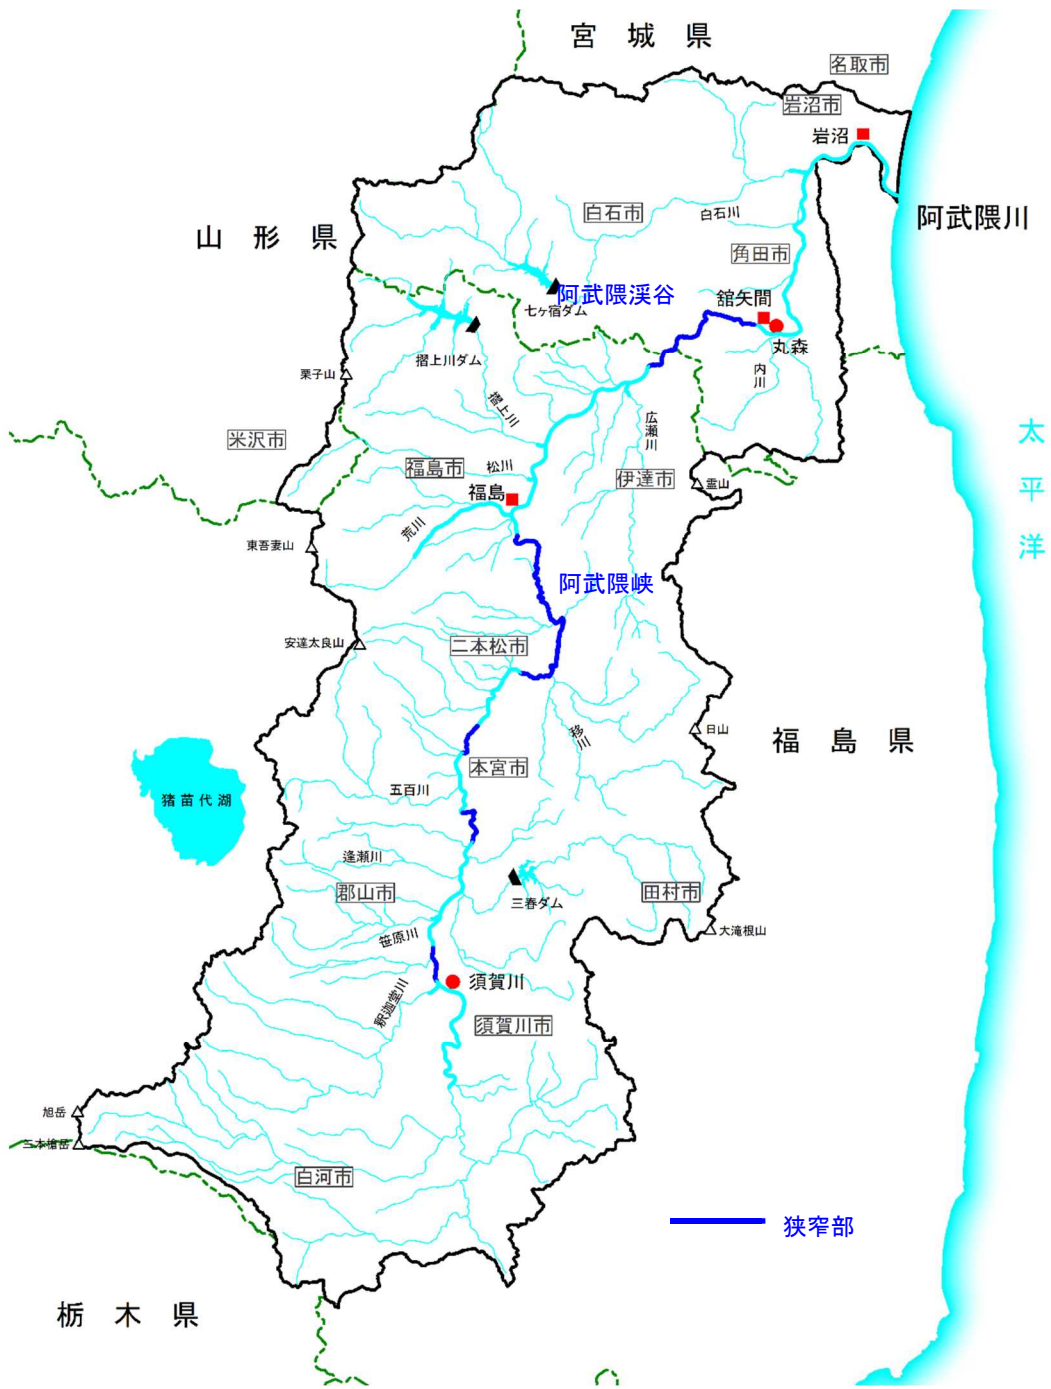 宮城県
名取市
岩沼市
岩沼
阿武隈川
白石市
白石川
山形県
角田市
阿武隈渓谷
七ヶ宿ダム
舘矢間
丸森
摺上川ダム
内川
栗子山
摺上川
広瀬川
米沢市
太平洋
福島市
松川
伊達市
霊山
福島
荒川
東吾妻山
阿武隈峡
安達太良山
二本松市
移川
日山
福島県
本宮市
五百川
猪苗代湖
逢瀬川
郡山市
三春ダム
田村市
大滝根山
笹原川
須賀川
釈迦堂川
須賀川市
旭岳
三本槍岳
白河市
狭窄部
栃木県